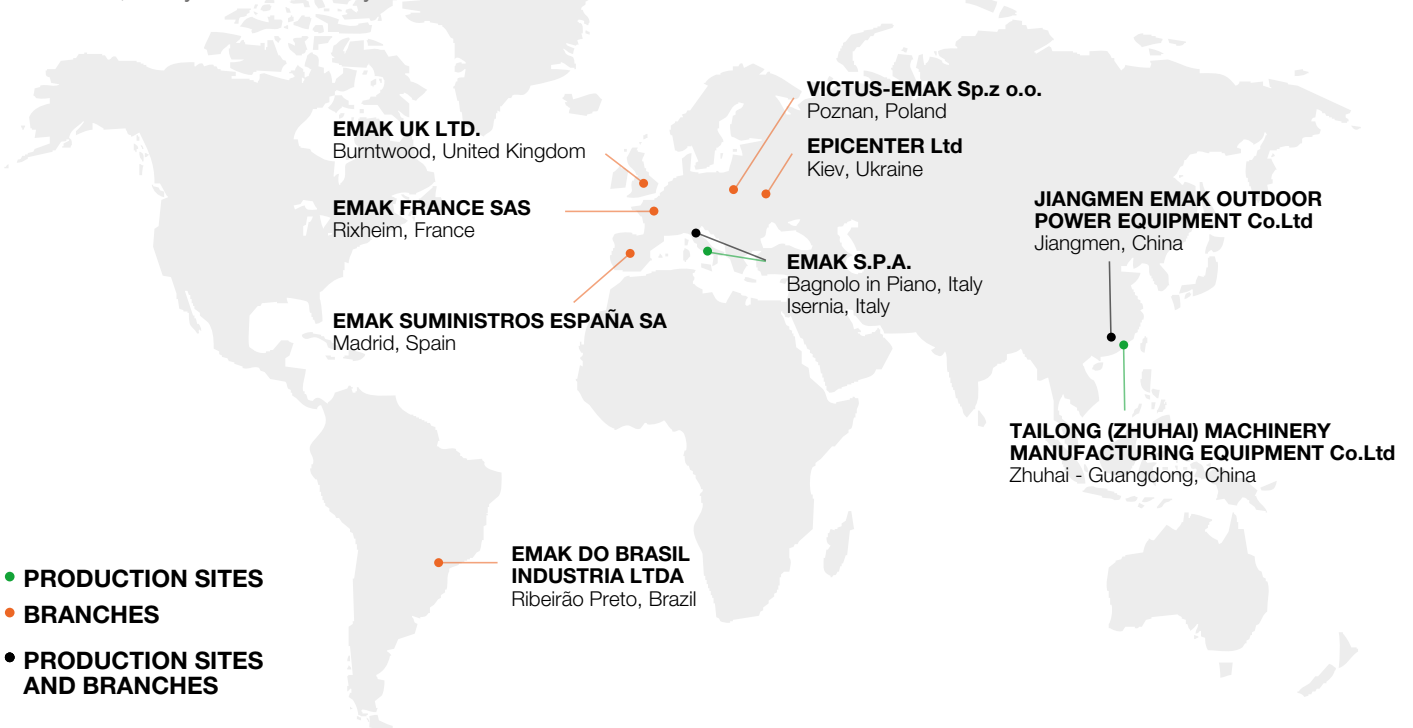 VICTUS-EMAK Sp.z o.o.
Poznan, Poland
EMAK UK LTD.
Burntwood, United Kingdom
EPICENTER Ltd
Kiev, Ukraine
EMAK FRANCE SAS
Rixheim, France
JIANGMEN EMAK OUTDOOR
POWER EQUIPMENT Co.Ltd
Jiangmen, China
EMAK S.P.A.
Bagnolo in Piano, Italy
Isernia, Italy
EMAK SUMINISTROS ESPAÑA SA
Madrid, Spain
TAILONG (ZHUHAI) MACHINERY
MANUFACTURING EQUIPMENT Co.Ltd
Zhuhai - Guangdong, China
EMAK DO BRASIL
INDUSTRIA LTDA
Ribeirão Preto, Brazil
PRODUCTION SITES
BRANCHES
PRODUCTION SITES
AND BRANCHES